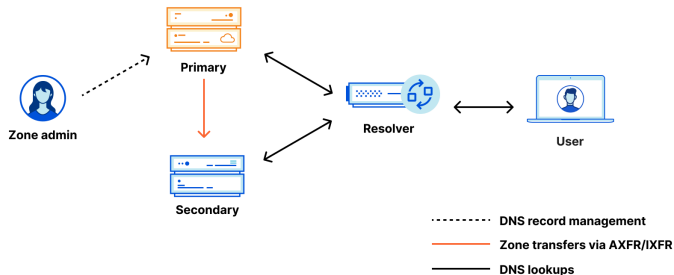 Primary
Zone admin
Resolver
User
Secondary
DNS record management
Zone transfers via AXFR/IXFR
DNS lookups